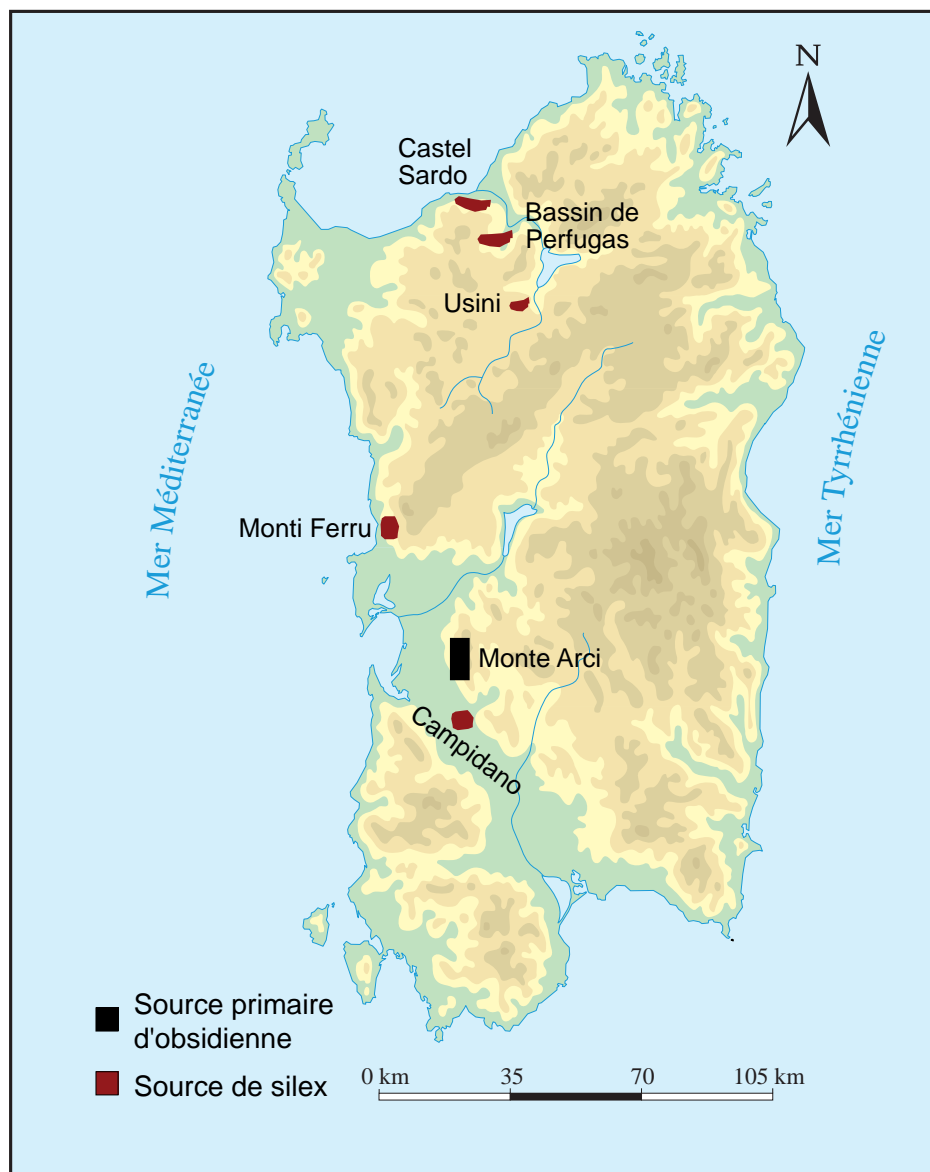 N
Castel
Sardo
Bassin de
Perfugas
Usini
Mer Méditerranée
Mer Tyrrhénienne
Monti Ferru
Monte Arci
Campidano
Source primaire
d'obsidienne
Source de silex
0 km 35 70 105 km